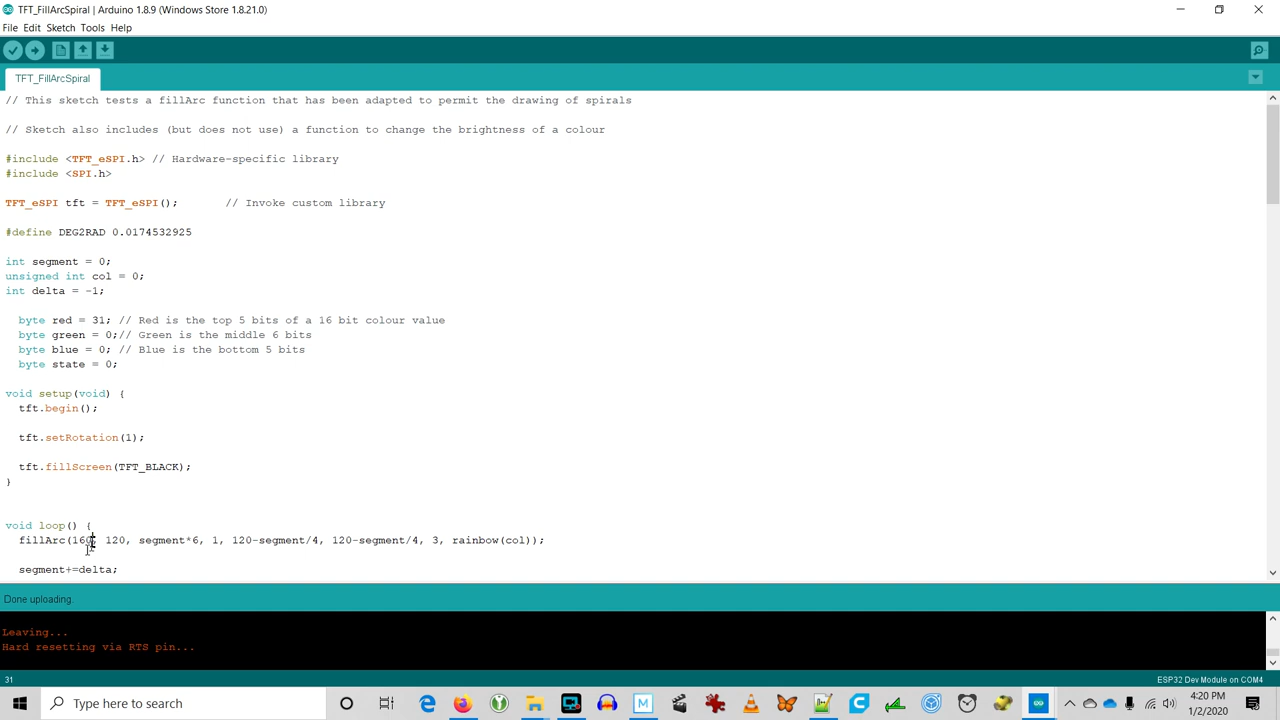 TFT_FillArcSpiral | Arduino 1.8.9 (Windows Store 1.8.21.0)
File Edit Sketch Tools Help
TFT_FillArcSpiral
// This sketch tests a fillArc function that has been adapted to permit the drawing of spirals
// Sketch also includes (but does not use) a function to change the brightness of a colour
#include <TFT_eSPI.h> // Hardware-specific library
#include <SPI.h>
TFT_eSPI tft = TFT_eSPI();       // Invoke custom library
#define DEG2RAD 0.0174532925
int segment = 0;
unsigned int col = 0;
int delta = -1;
byte red = 31; // Red is the top 5 bits of a 16 bit colour value
byte green = 0;// Green is the middle 6 bits
byte blue = 0; // Blue is the bottom 5 bits
byte state = 0;
void setup(void) {
tft.begin();
tft.setRotation(1);
tft.fillScreen(TFT_BLACK);
}
void loop() {
fillArc(160, 120, segment*6, 1, 120-segment/4, 120-segment/4, 3, rainbow(col));
segment+=delta;
Done uploading.
Leaving...
Hard resetting via RTS pin...
31
ESP32 Dev Module on COM4
Type here to search
4:20 PM
1/2/2020